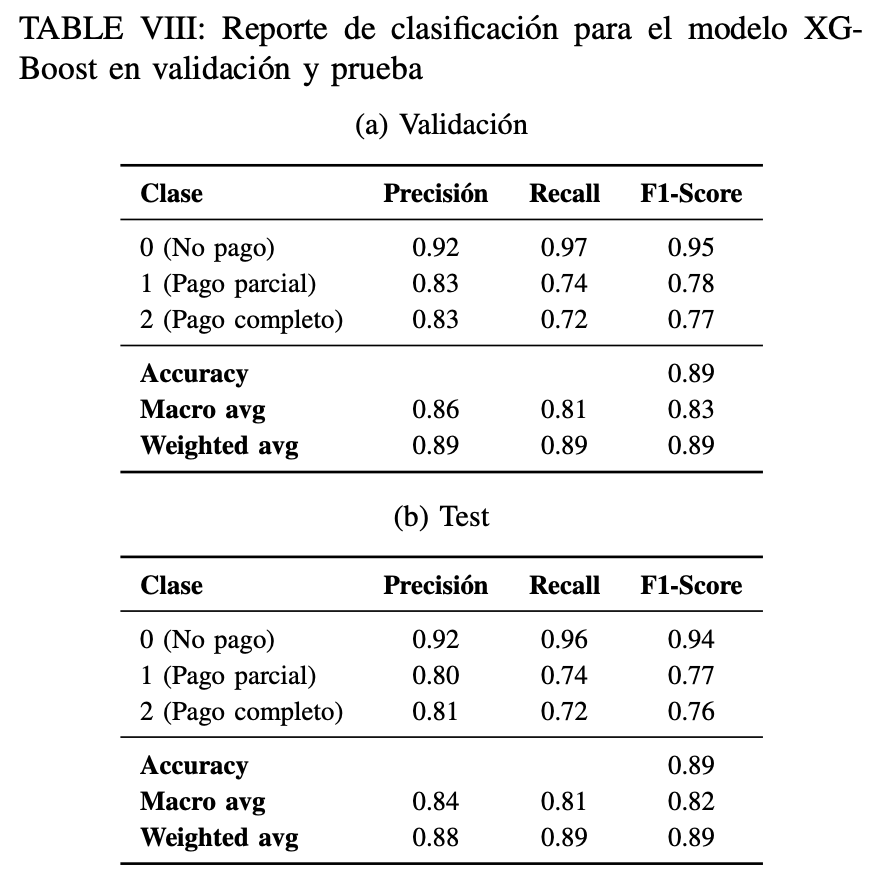 TABLE VIII: Reporte de clasificación para el modelo XG-
Boost en validación y prueba
(a) Validación
Clase Precisión Recall F1-Score
0 (No pago) 0.92 0.97 0.95
1 (Pago parcial) 0.83 0.74 0.78
2 (Pago completo) 0.83 0.72 0.77
Accuracy 0.89
Macro avg 0.86 0.81 0.83
Weighted avg 0.89 0.89 0.89
(b) Test
Clase Precisión Recall F1-Score
0 (No pago) 0.92 0.96 0.94
1 (Pago parcial) 0.80 0.74 0.77
2 (Pago completo) 0.81 0.72 0.76
Accuracy 0.89
Macro avg 0.84 0.81 0.82
Weighted avg 0.88 0.89 0.89